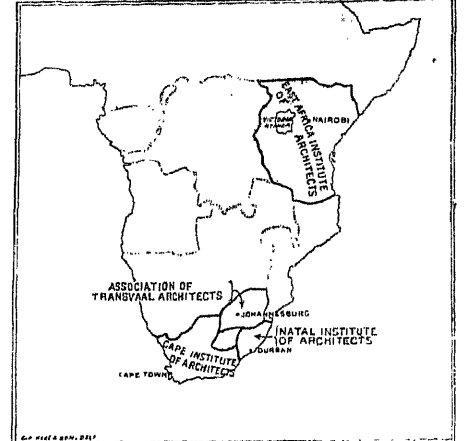 EAST AFRICA INSTITUTE
OF
ARCHITECTS
VICTORIA
NYANZA
NAIROBI
ASSOCIATION OF
TRANSVAAL ARCHITECTS
JOHANNESBURG
NATAL INSTITUTE
OF ARCHITECTS
DURBAN
CAPE INSTITUTE
OF ARCHITECTS
CAPE TOWN